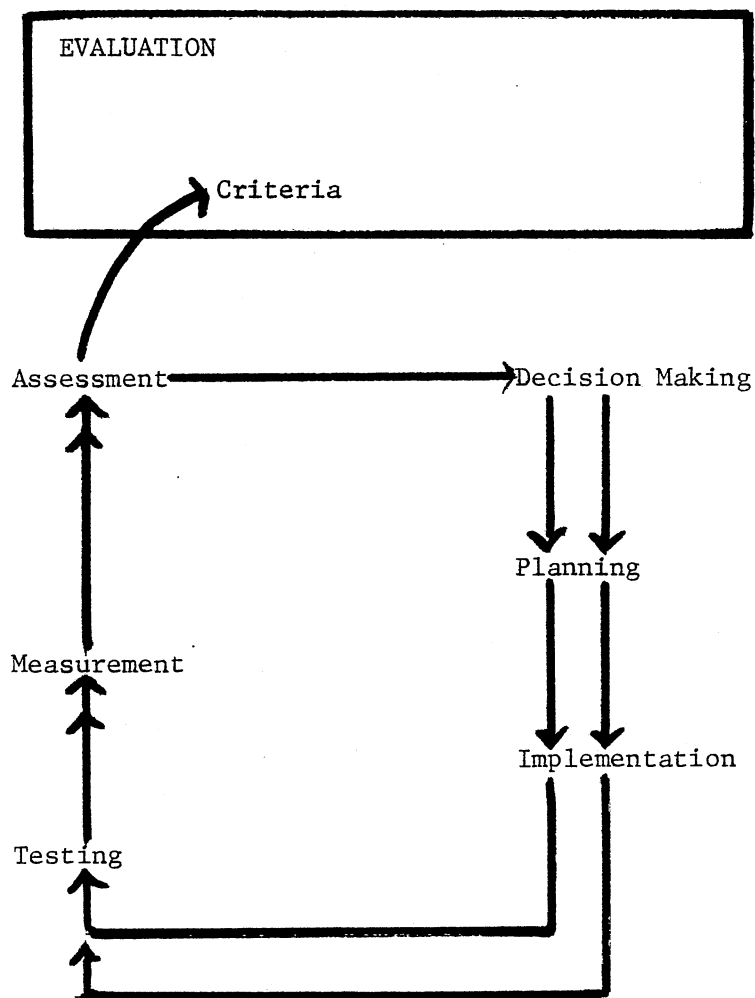 EVALUATION
Criteria
Assessment
Decision Making
Planning
Measurement
Implementation
Testing